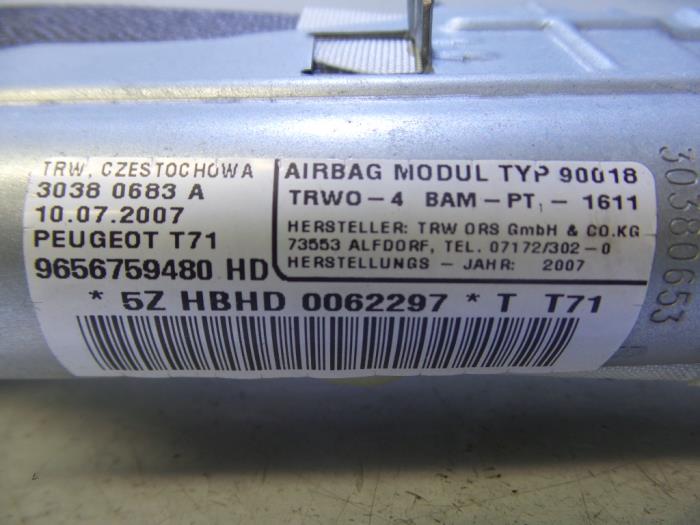 TRW, CZESTOCHOWA
3038 0683 A
10.07.2007
PEUGEOT T71
9656759480 HD
AIRBAG MODUL TYP 90018
TRWO-4 BAM-PT, - 1611
HERSTELLER: TRW ORS GmbH & CO.KG
73553 ALFDORF, TEL. 07172/302-0
HERSTELLUNGS - JAHR: 2007
* 5Z HBHD 0062297 * T T71
30380653